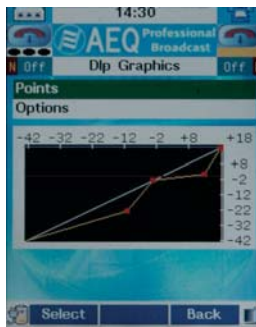 14:30
AEQ Professional Broadcast
N Off Dlp Graphics Off
Points
Options
-42 -32 -22 -12 -2 +8 +18
+8
-2
-12
-22
-32
-42
Select Back